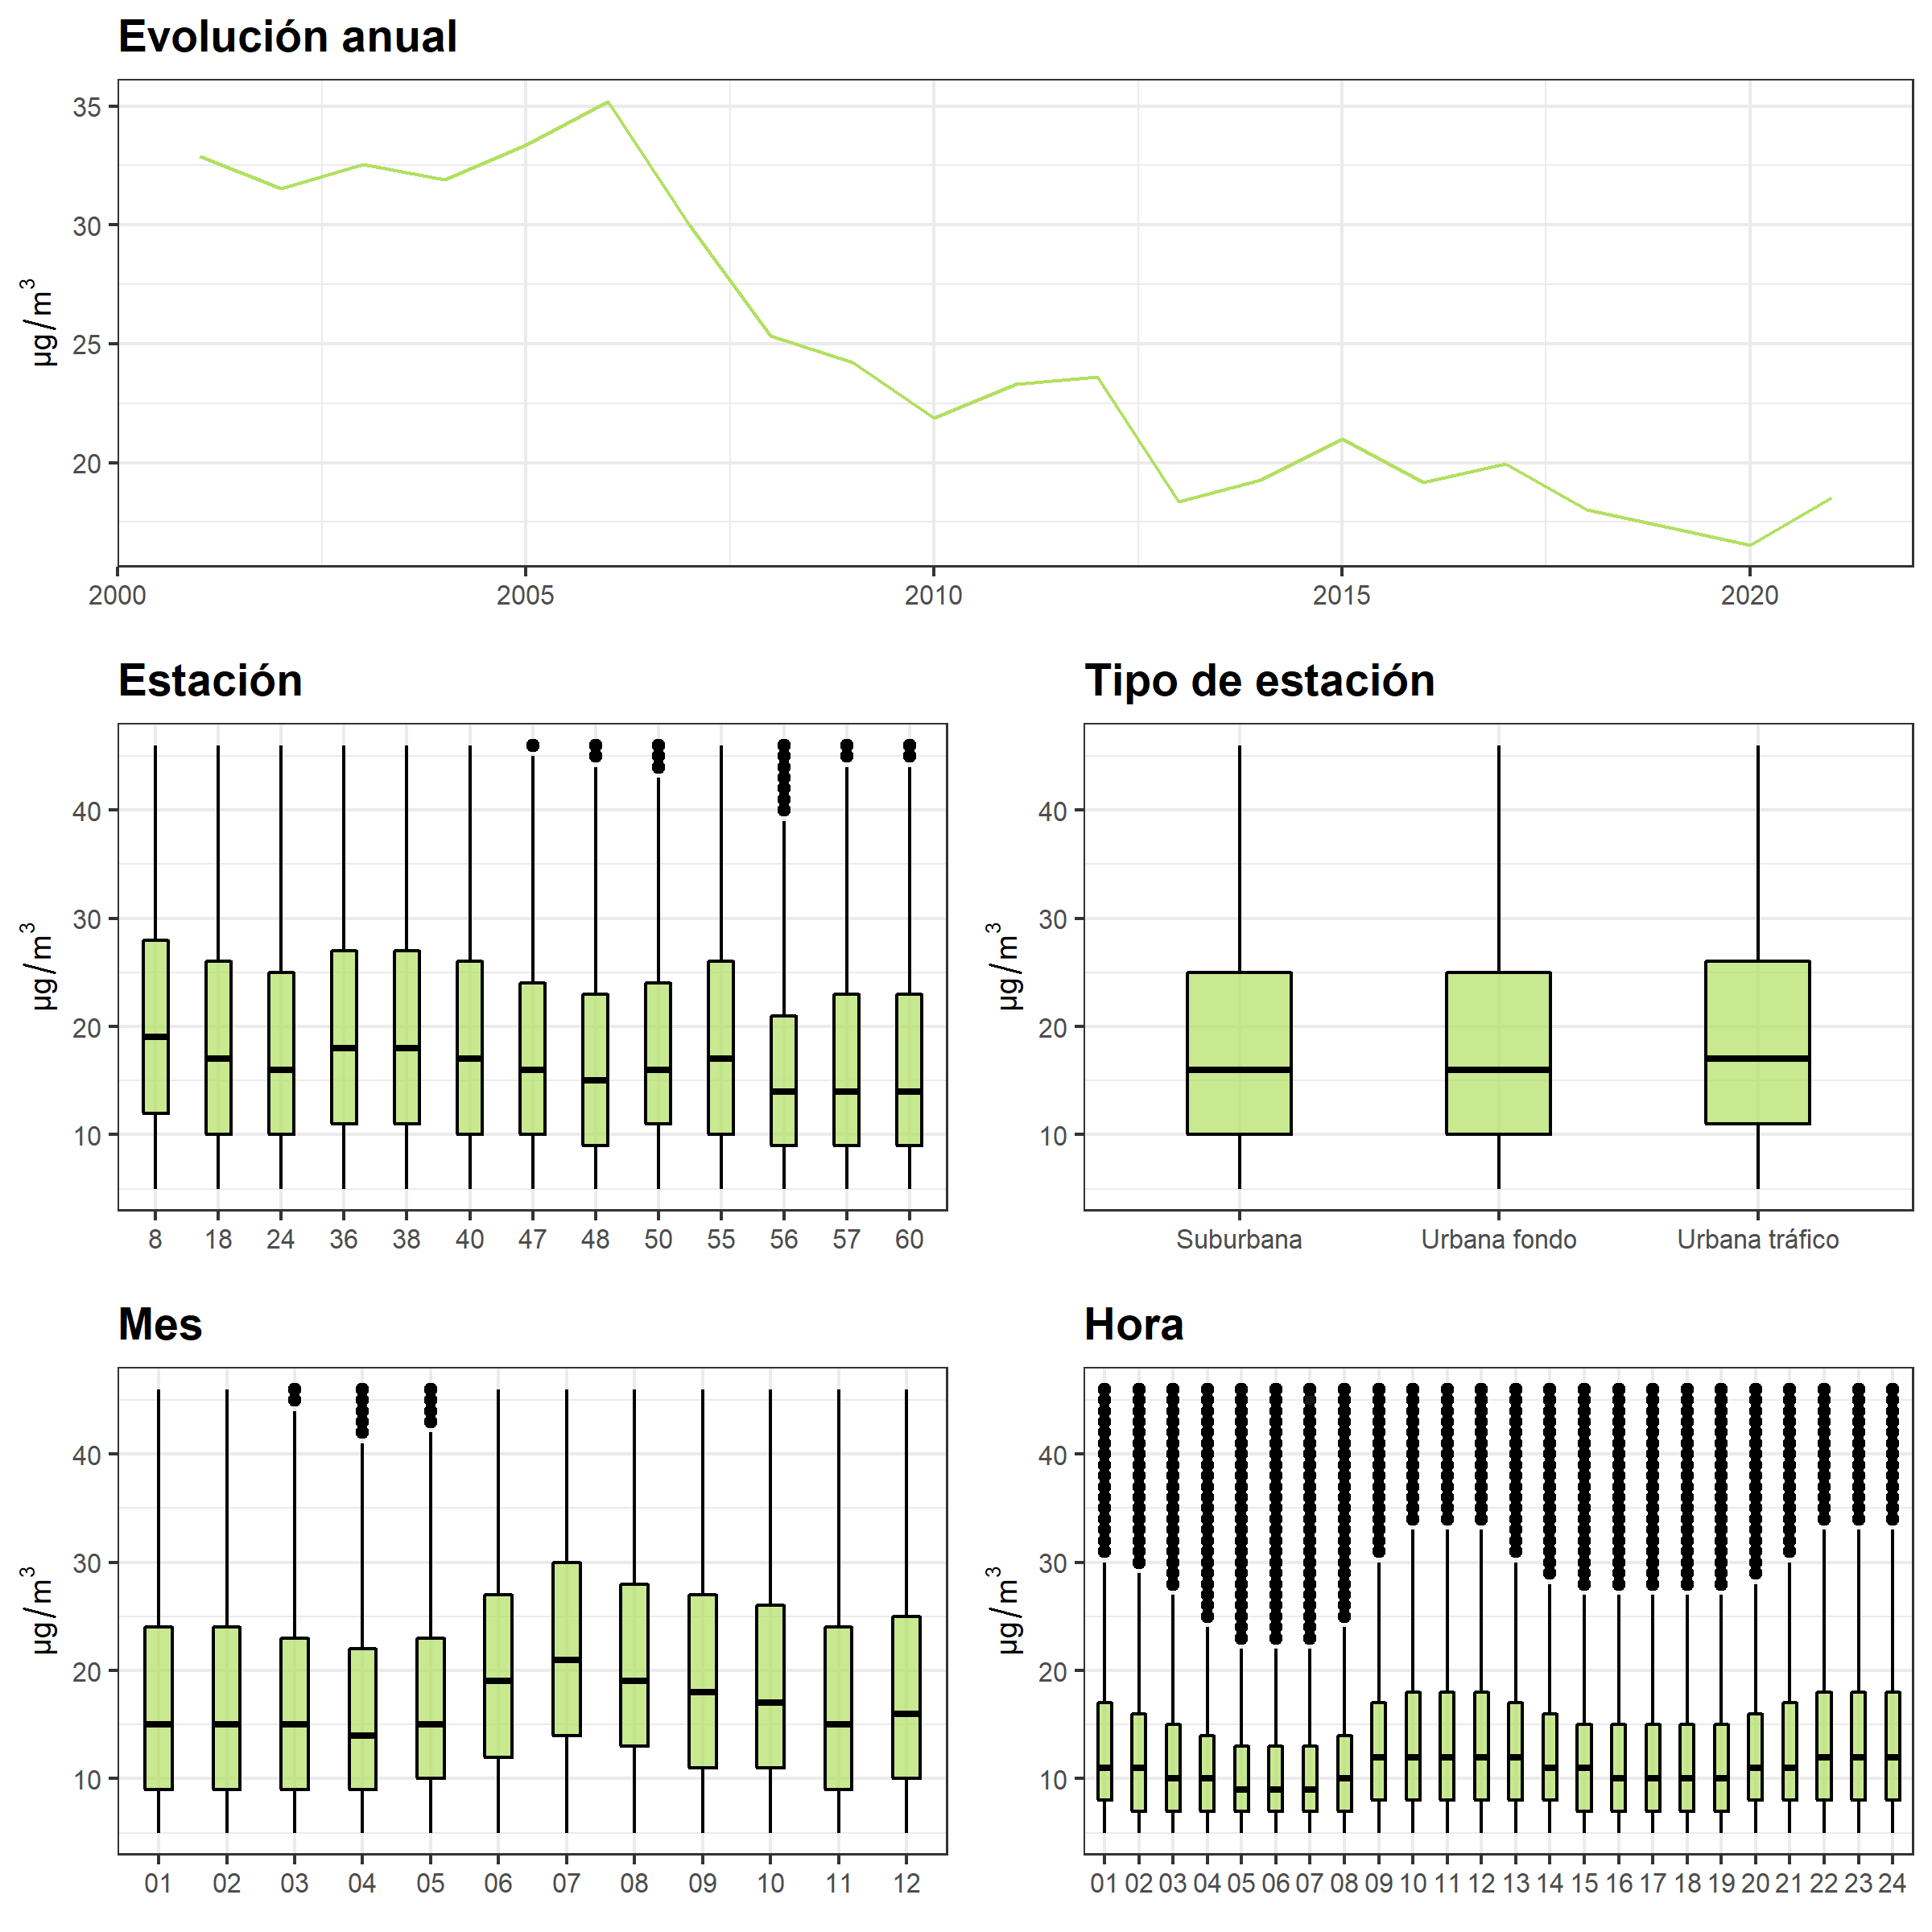 Evolución anual
µg/m³
35
30
25
20
2000 2005 2010 2015 2020
Estación
µg/m³
40
30
20
10
8 18 24 36 38 40 47 48 50 55 56 57 60
Tipo de estación
µg/m³
40
30
20
10
Suburbana Urbana fondo Urbana tráfico
Mes
µg/m³
40
30
20
10
01 02 03 04 05 06 07 08 09 10 11 12
Hora
µg/m³
40
30
20
10
01 02 03 04 05 06 07 08 09 10 11 12 13 14 15 16 17 18 19 20 21 22 23 24